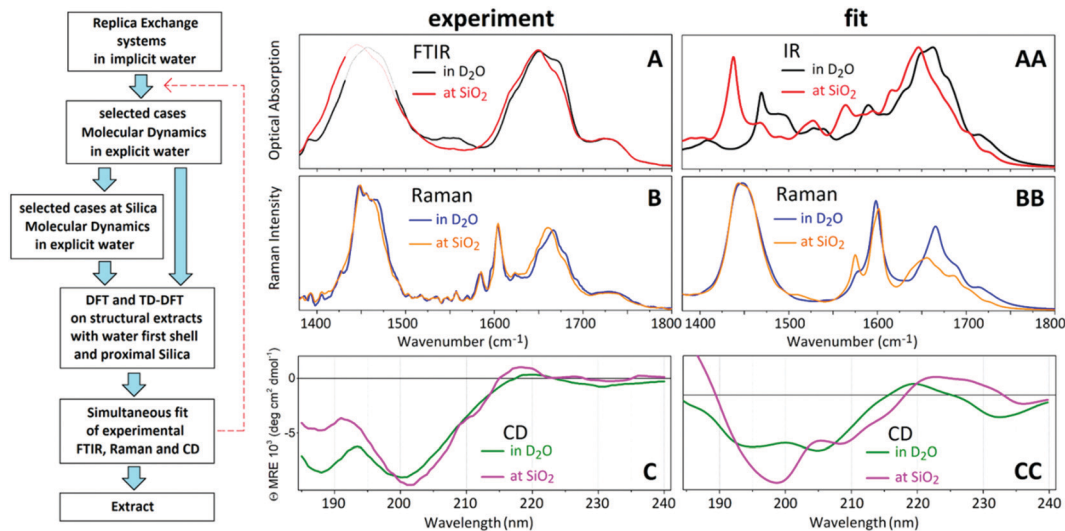 Replica Exchange
systems
in implicit water
selected cases
Molecular Dynamics
in explicit water
selected cases at Silica
Molecular Dynamics
in explicit water
DFT and TD-DFT
on structural extracts
with water first shell
and proximal Silica
Simultaneous fit
of experimental
FTIR, Raman and CD
Extract
experiment
fit
Optical Absorption
FTIR
in D₂O
at SiO₂
A
IR
in D₂O
at SiO₂
AA
Raman Intensity
Raman
in D₂O
at SiO₂
B
Raman
in D₂O
at SiO₂
BB
1400 1500 1600 1700 1800
Wavenumber (cm⁻¹)
1400 1500 1600 1700 1800
Wavenumber (cm⁻¹)
Θ MRE 10³ (deg cm² dmol⁻¹)
0
-5
CD
in D₂O
at SiO₂
C
CD
in D₂O
at SiO₂
CC
190 200 210 220 230 240
Wavelength (nm)
190 200 210 220 230 240
Wavelength (nm)